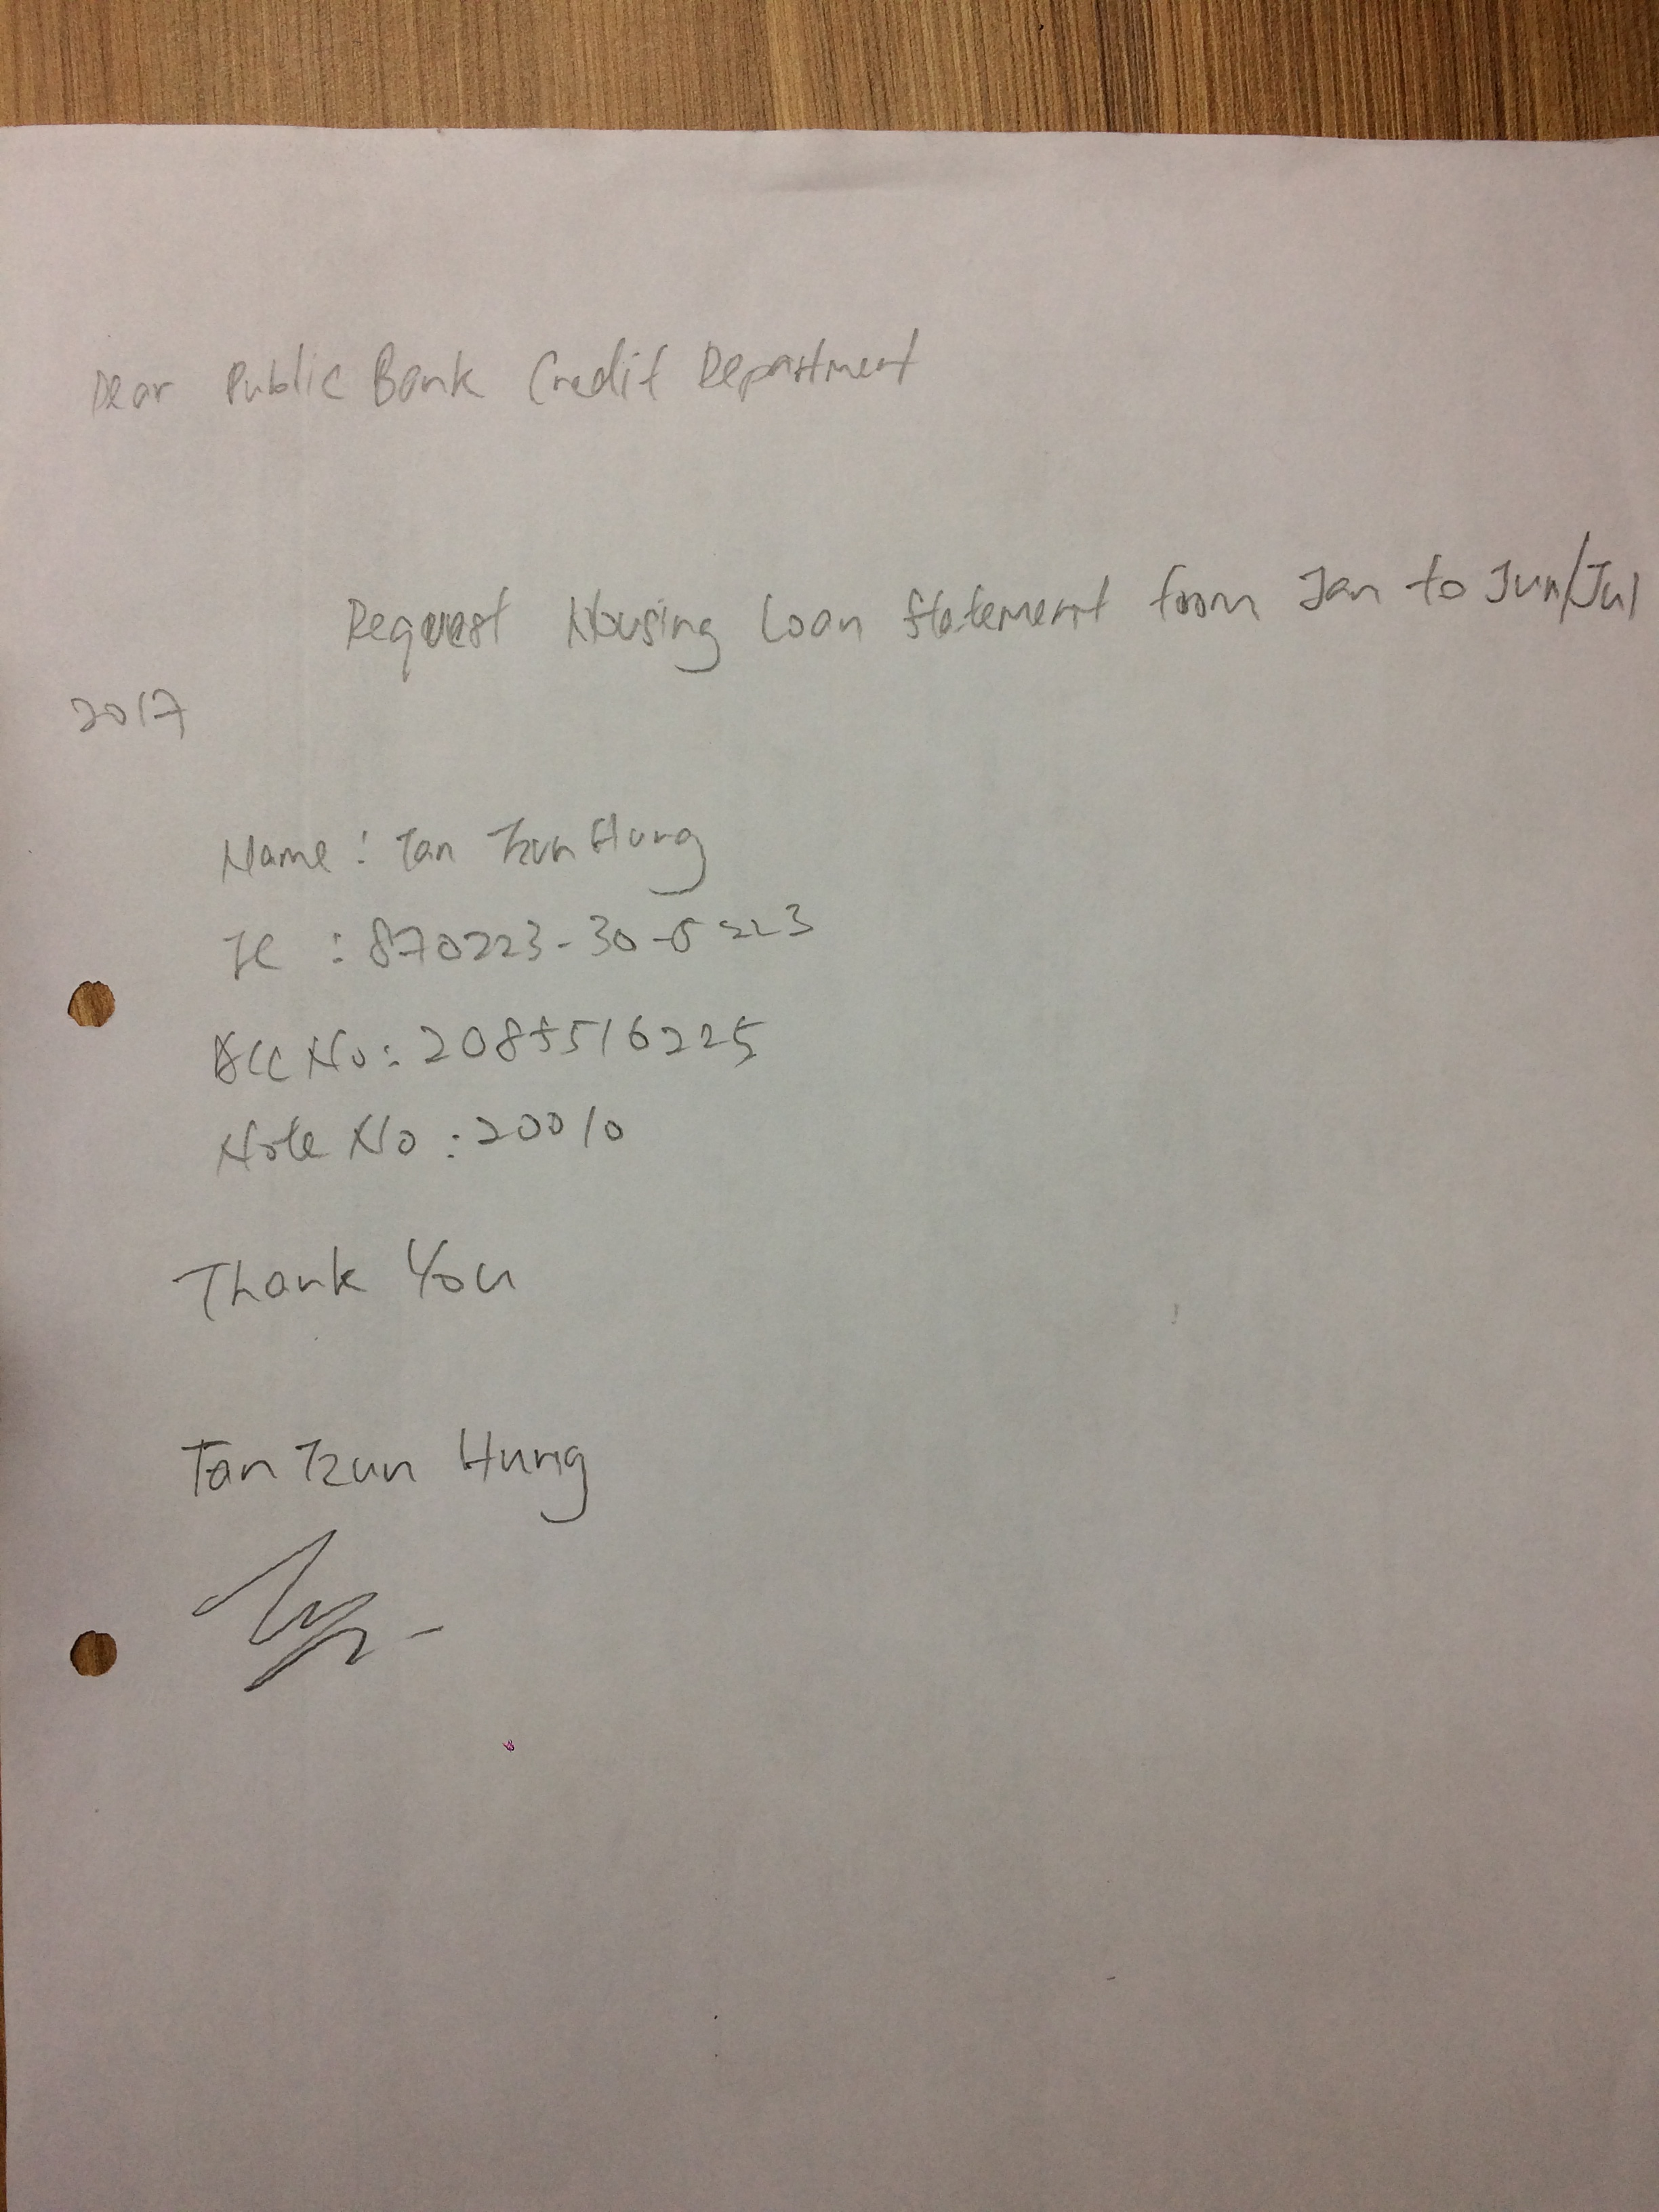 Dear Public Bank Credit Department
Request Housing Loan Statement from Jan to Jun/Jul
2017
Name : Tan Tzun Hung
IC : 870223-30-5223
Acc No: 2085516225
Note No : 20010
Thank You
Tan Tzun Hung